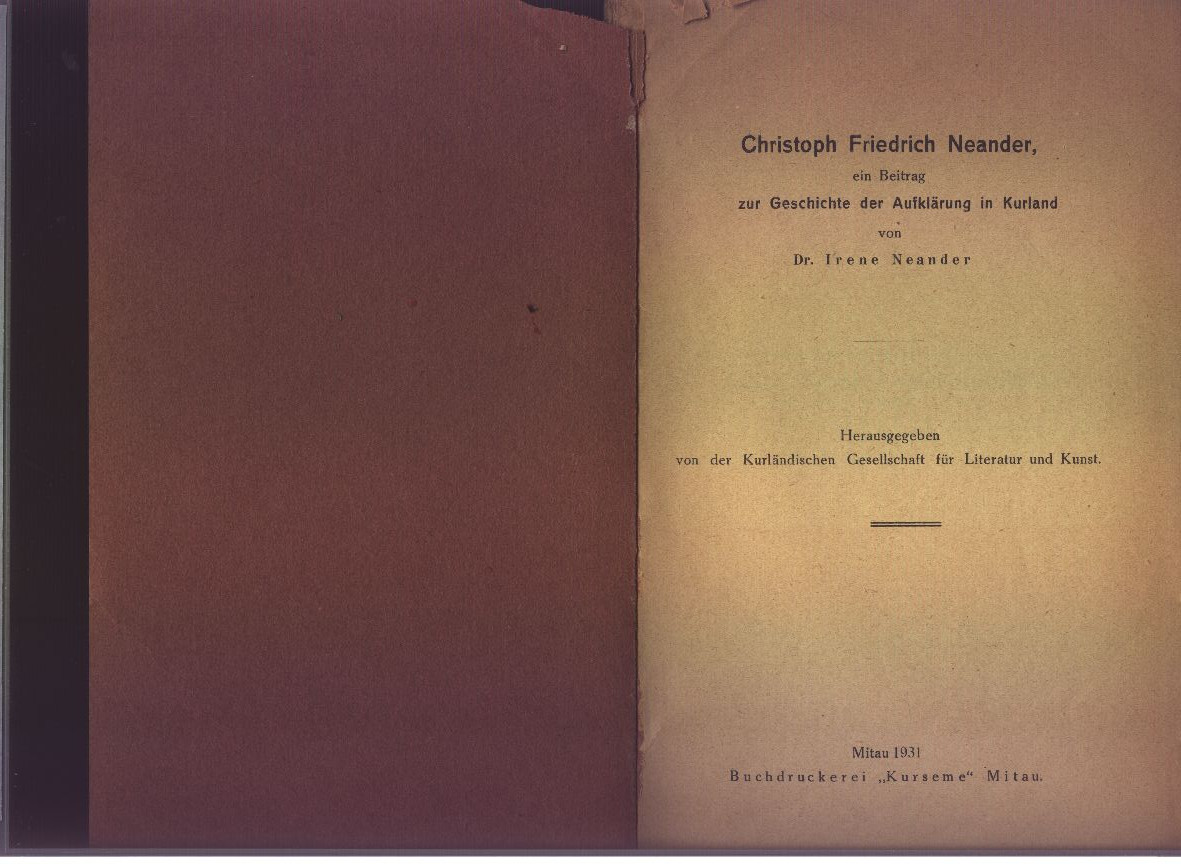 Christoph Friedrich Neander,
ein Beitrag
zur Geschichte der Aufklärung in Kurland
von
Dr. Irene Neander
Herausgegeben
von der Kurländischen Gesellschaft für Literatur und Kunst.
Mitau 1931
Buchdruckerei „Kurseme“ Mitau.